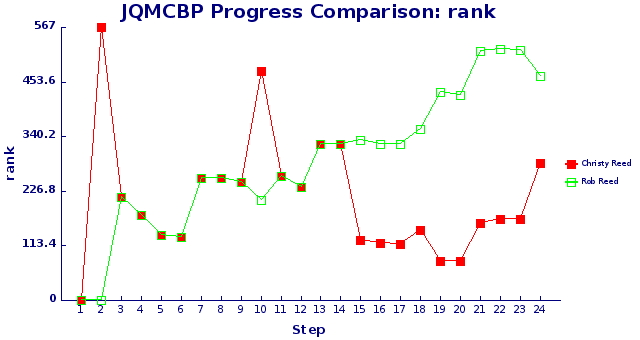 JQMCBP Progress Comparison: rank
567
453.6
340.2
226.8
113.4
0
rank
1 2 3 4 5 6 7 8 9 10 11 12 13 14 15 16 17 18 19 20 21 22 23 24
Step
Christy Reed
Rob Reed